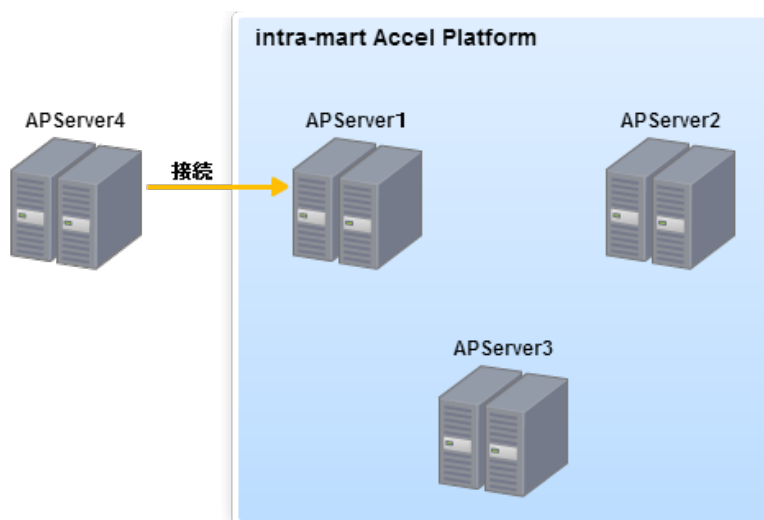 intra-mart Accel Platform
APServer4
APServer1
APServer2
接続
APServer3